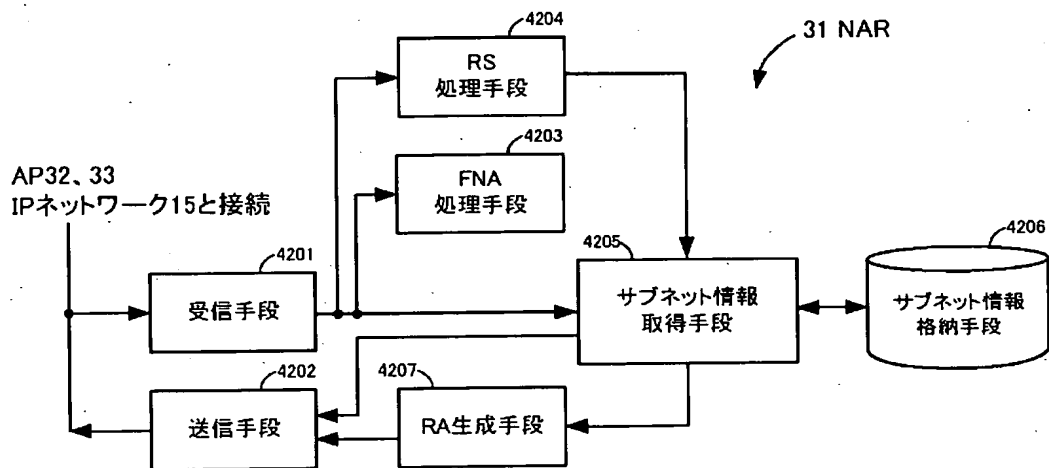 4204
RS
処理手段
31 NAR
4203
FNA
処理手段
AP32、33
IPネットワーク15と接続
4201
受信手段
4205
サブネット情報
取得手段
4206
サブネット情報
格納手段
4202
送信手段
4207
RA生成手段